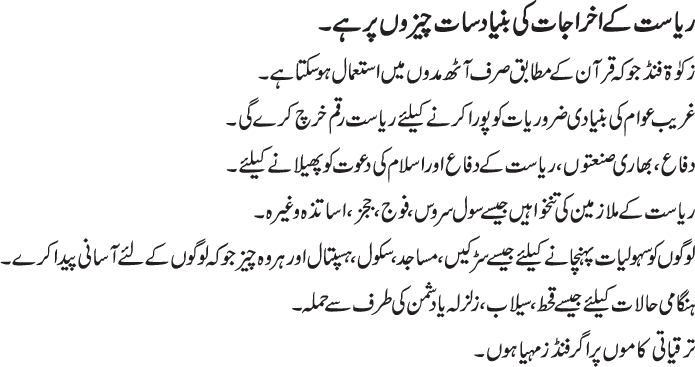 ریاست کے اخراجات کی بنیاد سات چیزوں پر ہے۔
زکوٰۃ فنڈ جو کہ قرآن کے مطابق صرف آٹھ مدوں میں استعمال ہو سکتا ہے۔
غریب عوام کی بنیادی ضروریات کو پورا کرنے کیلئے ریاست رقم خرچ کرے گی۔
دفاع، بھاری صنعتوں، ریاست کے دفاع اور اسلام کی دعوت کو پھیلانے کیلئے۔
ریاست کے ملازمین کی تنخواہیں جیسے سول سروس، فوج، ججز، اساتذہ وغیرہ۔
لوگوں کو سہولیات پہنچانے کیلئے جیسے سڑکیں، مساجد، سکول، ہسپتال اور ہر وہ چیز جو کہ لوگوں کے لئے آسانی پیدا کرے۔
ہنگامی حالات کیلئے جیسے قحط، سیلاب، زلزلہ یا دشمن کی طرف سے حملہ۔
ترقیاتی کاموں پر اگر فنڈز مہیا ہوں۔